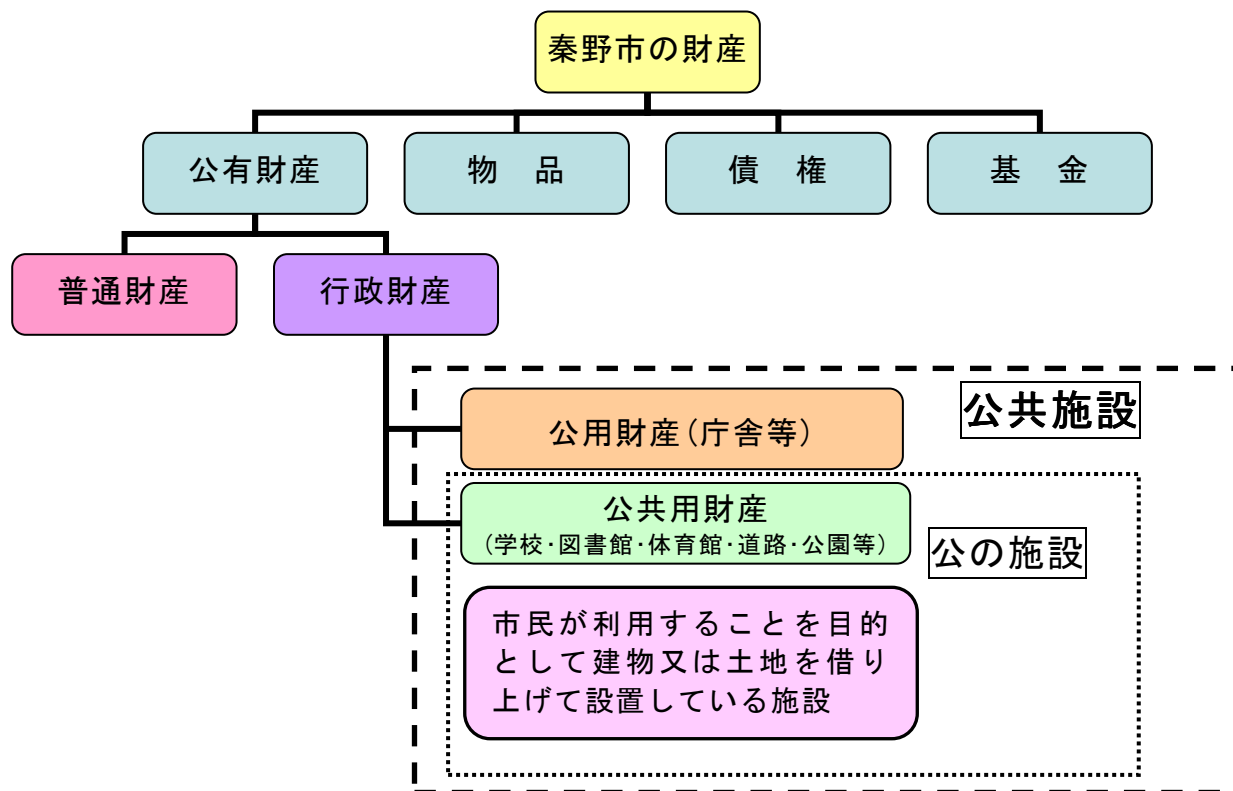 秦野市の財産
公有財産
物　品
債　権
基　金
普通財産
行政財産
公共施設
公用財産(庁舎等)
公共用財産
(学校･図書館･体育館･道路･公園等)
公の施設
市民が利用することを目的
として建物又は土地を借り
上げて設置している施設